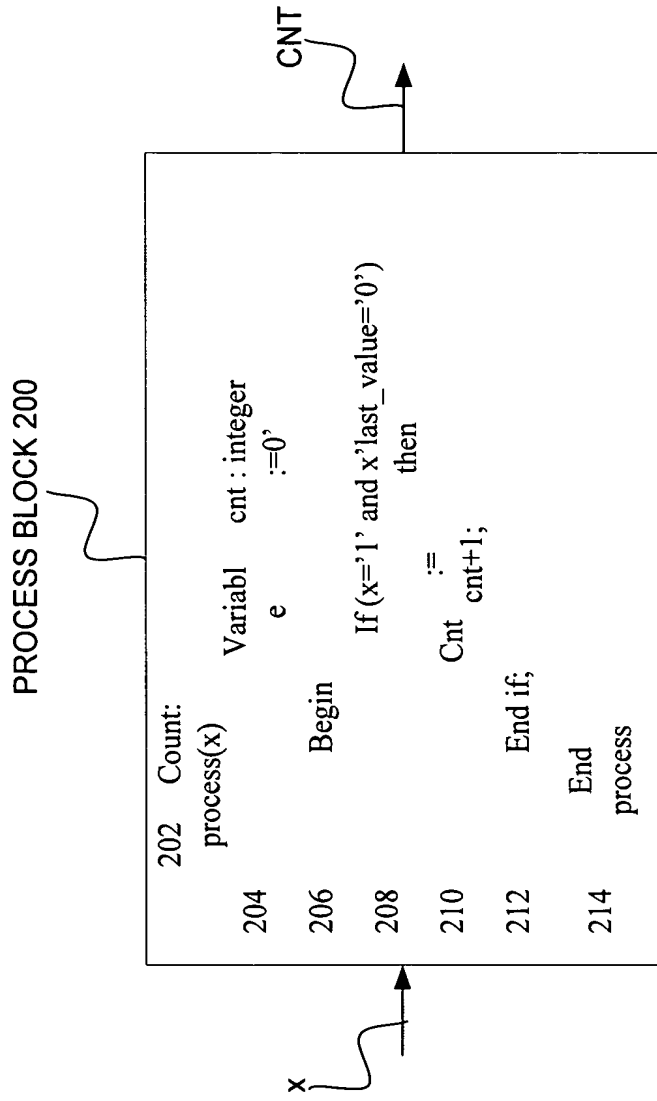 PROCESS BLOCK 200
202 Count:
process(x)
204 Variabl cnt : integer
e :=0’
206 Begin
208 If (x=’1’ and x’last_value=’0’)
then
210 Cnt :=
cnt+1;
212 End if;
214 End
process
x
CNT